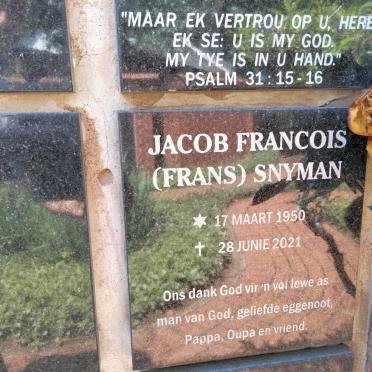 "MAAR EK VERTROU OP U, HERE
EK SE: U IS MY GOD.
MY TYE IS IN U HAND."
PSALM 31 : 15 - 16
JACOB FRANCOIS
(FRANS) SNYMAN
17 MAART 1950
28 JUNIE 2021
Ons dank God vir 'n vol lewe as
man van God, geliefde eggenoot,
Pappa, Oupa en vriend.